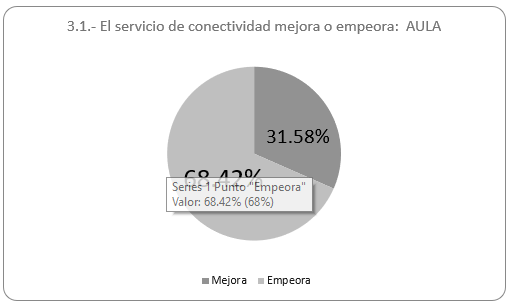 3.1.- El servicio de conectividad mejora o empeora:  AULA
31.58%
68.42%
Series 1 Punto "Empeora"
Valor: 68.42% (68%)
Mejora
Empeora